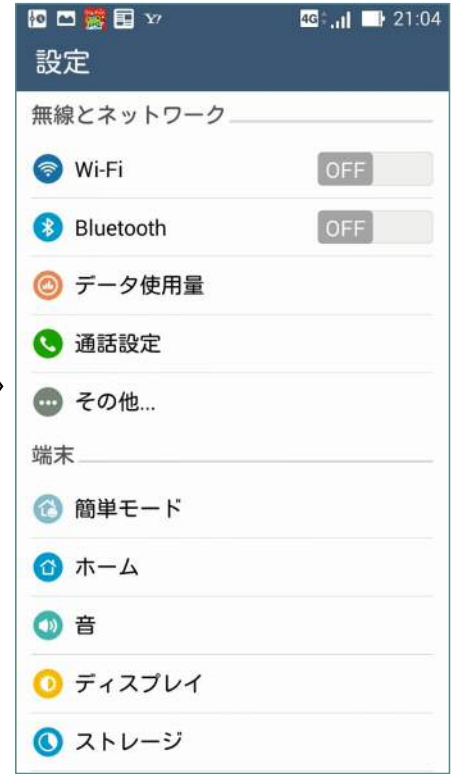 Y!
4G
21:04
設定
無線とネットワーク
Wi-Fi
OFF
Bluetooth
OFF
データ使用量
通話設定
その他...
端末
簡単モード
ホーム
音
ディスプレイ
ストレージ